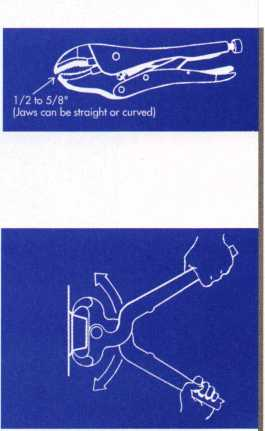 1/2 to 5/8"
(Jaws can be straight or curved)